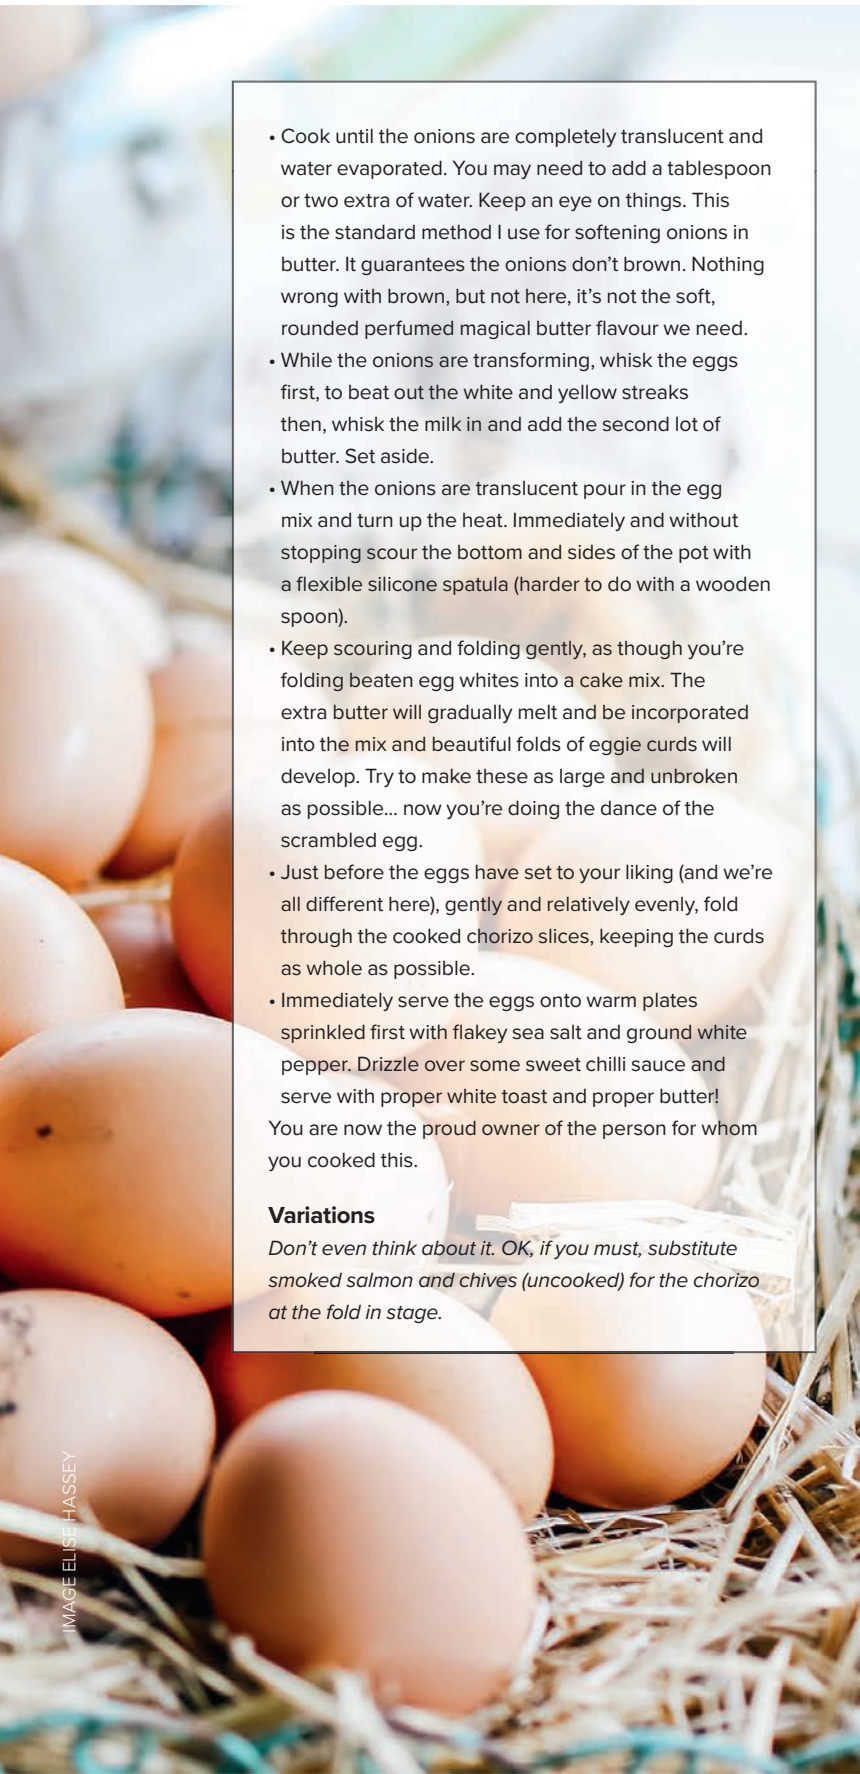 • Cook until the onions are completely translucent and
water evaporated. You may need to add a tablespoon
or two extra of water. Keep an eye on things. This
is the standard method I use for softening onions in
butter. It guarantees the onions don’t brown. Nothing
wrong with brown, but not here, it’s not the soft,
rounded perfumed magical butter flavour we need.
• While the onions are transforming, whisk the eggs
first, to beat out the white and yellow streaks
then, whisk the milk in and add the second lot of
butter. Set aside.
• When the onions are translucent pour in the egg
mix and turn up the heat. Immediately and without
stopping scour the bottom and sides of the pot with
a flexible silicone spatula (harder to do with a wooden
spoon).
• Keep scouring and folding gently, as though you’re
folding beaten egg whites into a cake mix. The
extra butter will gradually melt and be incorporated
into the mix and beautiful folds of eggie curds will
develop. Try to make these as large and unbroken
as possible... now you’re doing the dance of the
scrambled egg.
• Just before the eggs have set to your liking (and we’re
all different here), gently and relatively evenly, fold
through the cooked chorizo slices, keeping the curds
as whole as possible.
• Immediately serve the eggs onto warm plates
sprinkled first with flakey sea salt and ground white
pepper. Drizzle over some sweet chilli sauce and
serve with proper white toast and proper butter!
You are now the proud owner of the person for whom
you cooked this.
Variations
Don’t even think about it. OK, if you must, substitute
smoked salmon and chives (uncooked) for the chorizo
at the fold in stage.
IMAGE ELISE HASSEY